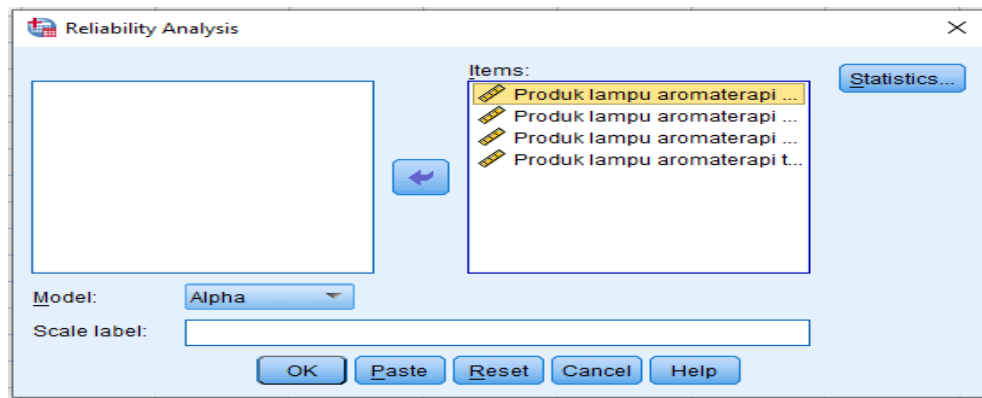 Reliability Analysis
Items:
Statistics...
Produk lampu aromaterapi ...
Produk lampu aromaterapi ...
Produk lampu aromaterapi ...
Produk lampu aromaterapi t...
Model:
Alpha
Scale label:
OK
Paste
Reset
Cancel
Help